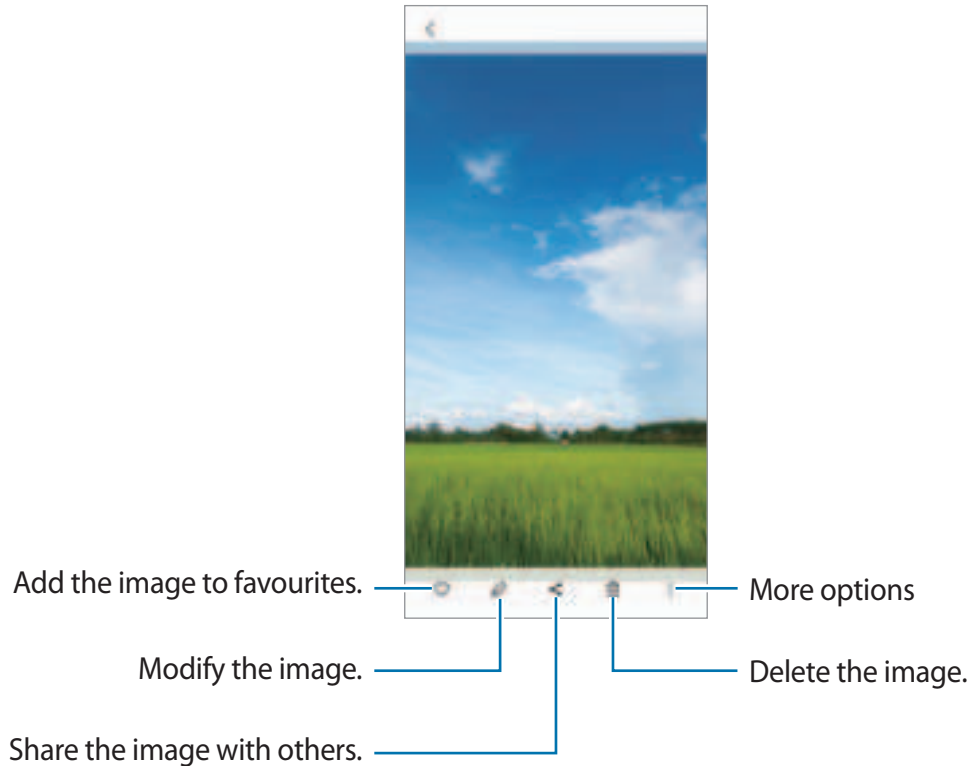 Add the image to favourites.
More options
Modify the image.
Delete the image.
Share the image with others.